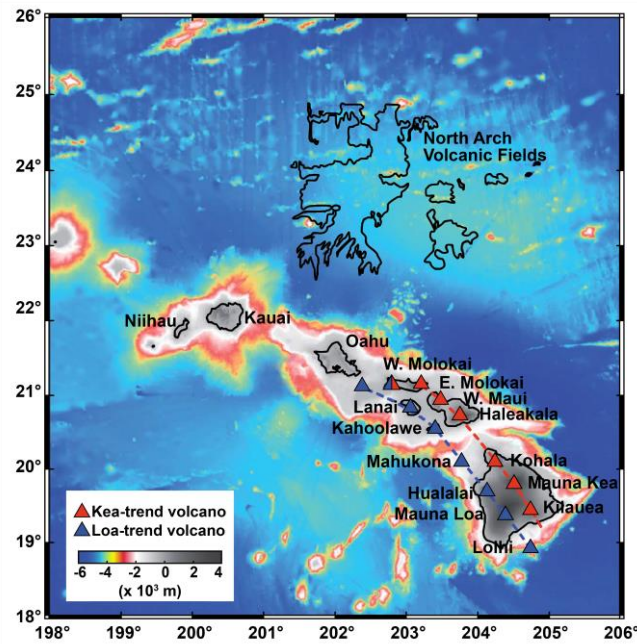 26°
25°
North Arch
Volcanic Fields
24°
23°
22°
Niihau
Kauai
Oahu
W. Molokai
21°
E. Molokai
W. Maui
Lanai
Haleakala
Kahoolawe
20°
Mahukona
Kohala
Mauna Kea
Hualalai
Kea-trend volcano
Kilauea
Loa-trend volcano
Mauna Loa
19°
Loihi
-6 -4 -2 0 2 4
(x 10³ m)
18°
198° 199° 200° 201° 202° 203° 204° 205° 206°